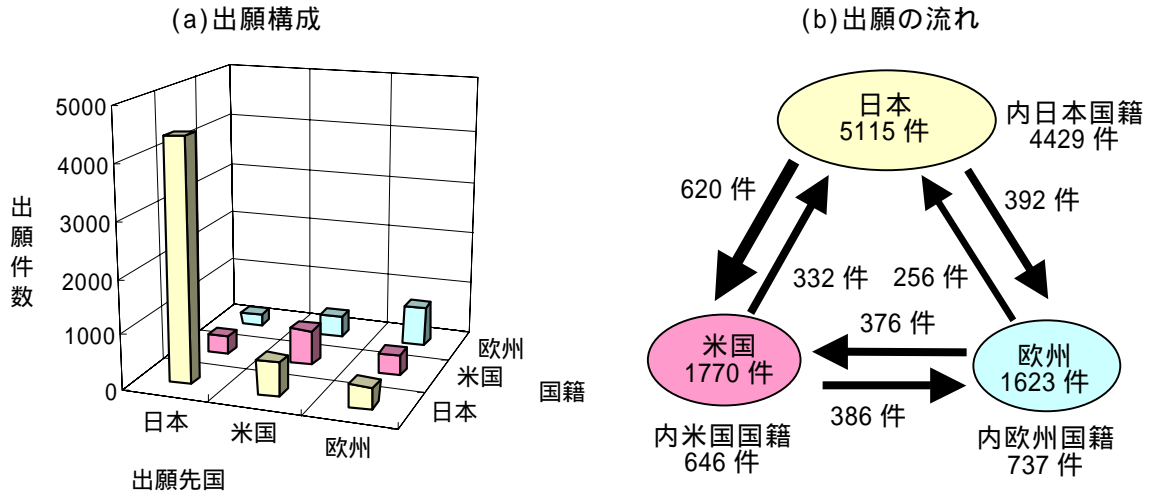 (a)出願構成
5000
4000
3000
2000
1000
0
出願件数
日本
米国
欧州
出願先国
日本
米国
欧州
国籍
(b)出願の流れ
日本
5115 件
内日本国籍
4429 件
620 件
392 件
332 件
256 件
376 件
386 件
米国
1770 件
内米国国籍
646 件
欧州
1623 件
内欧州国籍
737 件